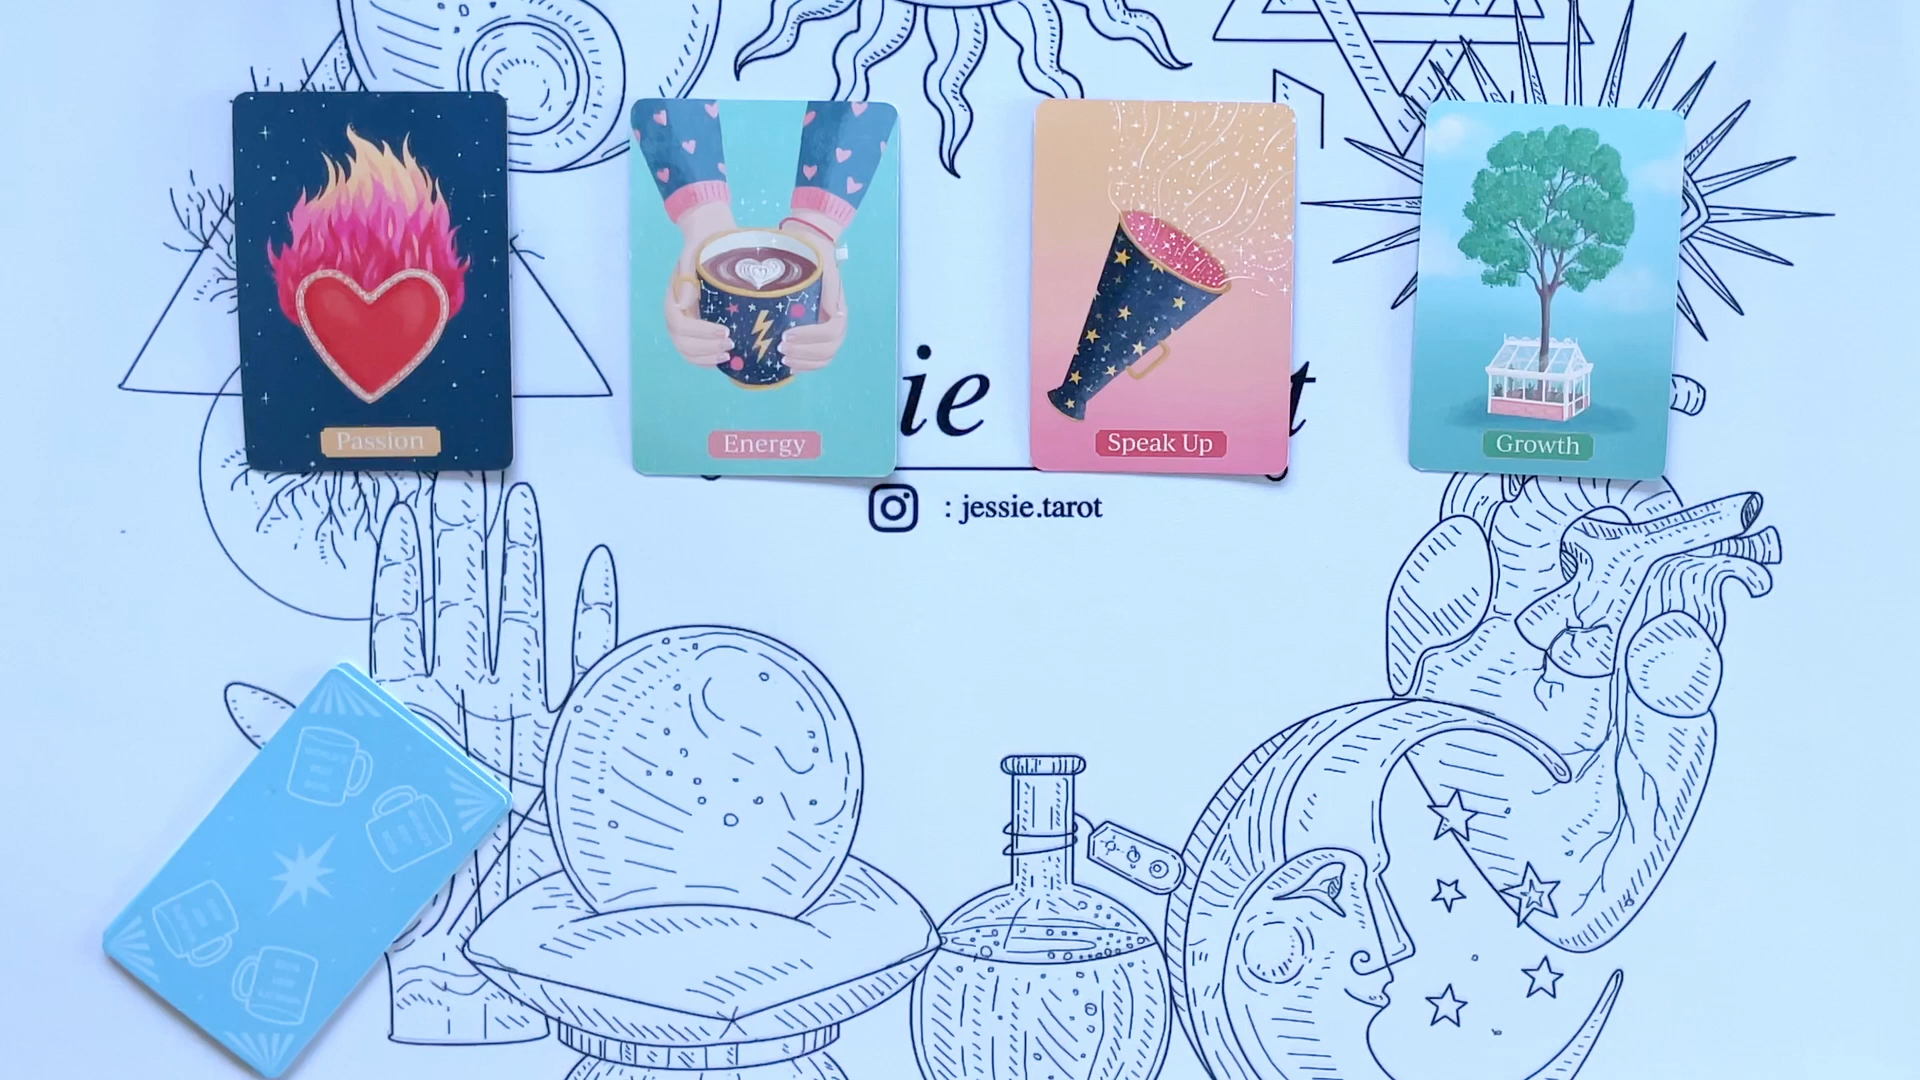 Passion
Energy
Speak Up
Growth
ie t
: jessie.tarot